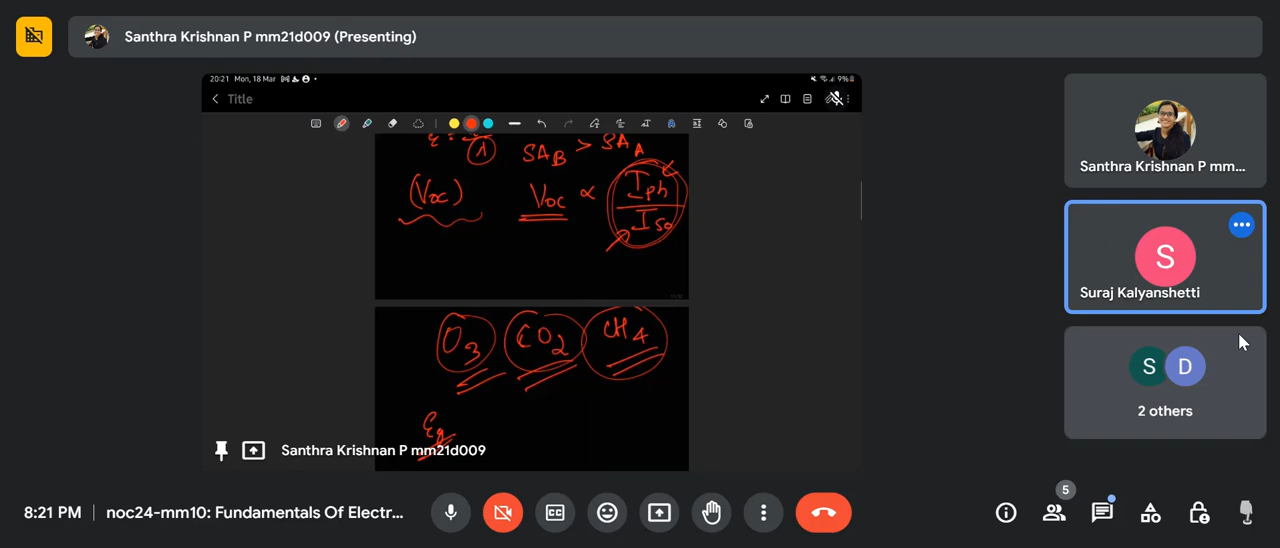 Santhra Krishnan P mm21d009 (Presenting)
20:21 Mon, 18 Mar
9%
Title
λ
SA_B > SA_A
(Voc)
Voc ∝ Iph / Iso
O3 CO2 CH4
Eg
Santhra Krishnan P mm21d009
Santhra Krishnan P mm...
S
Suraj Kalyanshetti
S D
2 others
8:21 PM | noc24-mm10: Fundamentals Of Electr...
5